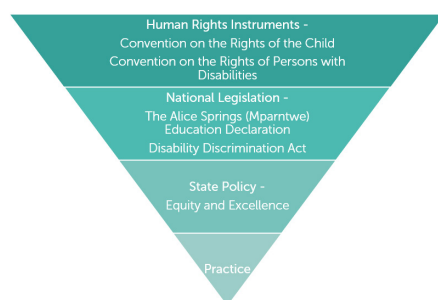 Human Rights Instruments -
Convention on the Rights of the Child
Convention on the Rights of Persons with
Disabilities
National Legislation -
The Alice Springs (Mparntwe)
Education Declaration
Disability Discrimination Act
State Policy -
Equity and Excellence
Practice